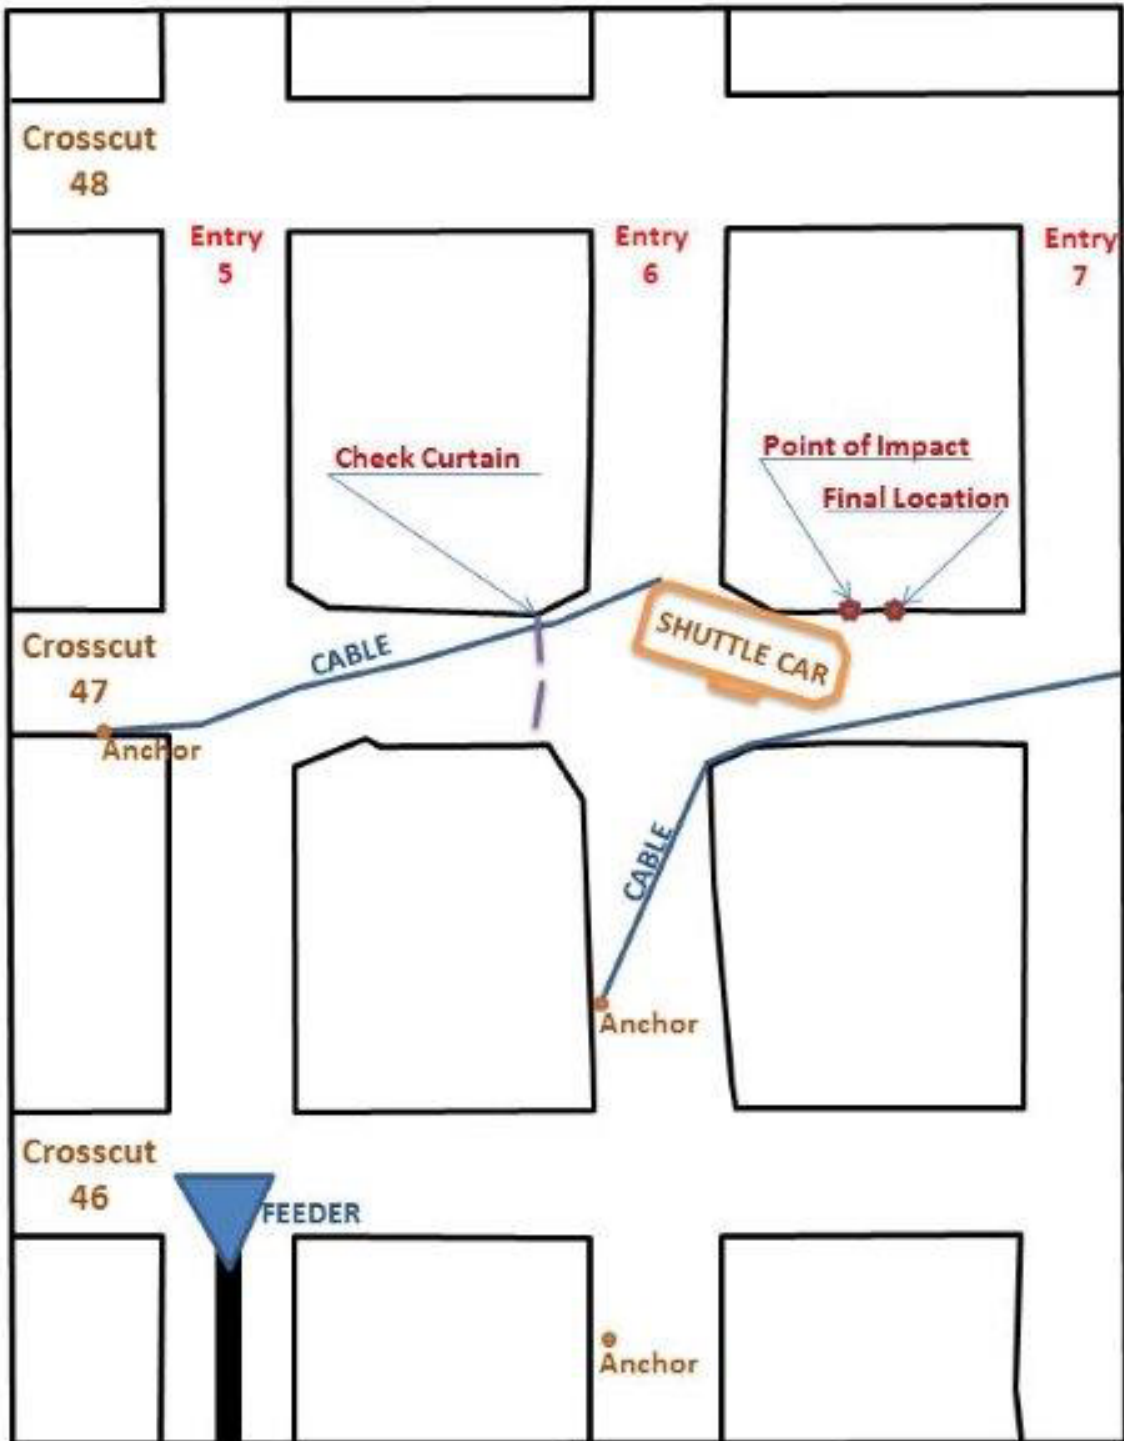 Crosscut
48
Entry
5
Entry
6
Entry
7
Check Curtain
Point of Impact
Final Location
SHUTTLE CAR
Crosscut
47
CABLE
Anchor
CABLE
Anchor
Crosscut
46
FEEDER
Anchor